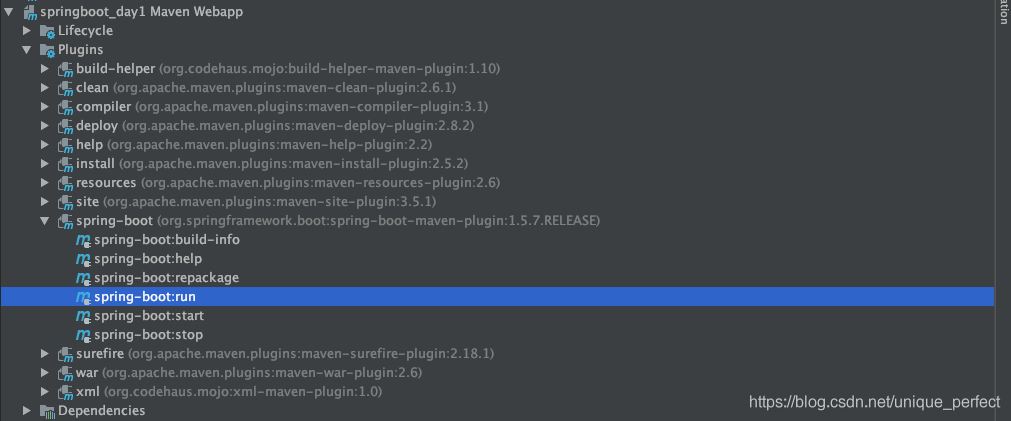 springboot_day1 Maven Webapp
Lifecycle
Plugins
build-helper (org.codehaus.mojo:build-helper-maven-plugin:1.10)
clean (org.apache.maven.plugins:maven-clean-plugin:2.6.1)
compiler (org.apache.maven.plugins:maven-compiler-plugin:3.1)
deploy (org.apache.maven.plugins:maven-deploy-plugin:2.8.2)
help (org.apache.maven.plugins:maven-help-plugin:2.2)
install (org.apache.maven.plugins:maven-install-plugin:2.5.2)
resources (org.apache.maven.plugins:maven-resources-plugin:2.6)
site (org.apache.maven.plugins:maven-site-plugin:3.5.1)
spring-boot (org.springframework.boot:spring-boot-maven-plugin:1.5.7.RELEASE)
spring-boot:build-info
spring-boot:help
spring-boot:repackage
spring-boot:run
spring-boot:start
spring-boot:stop
surefire (org.apache.maven.plugins:maven-surefire-plugin:2.18.1)
war (org.apache.maven.plugins:maven-war-plugin:2.6)
xml (org.codehaus.mojo:xml-maven-plugin:1.0)
Dependencies
https://blog.csdn.net/unique_perfect